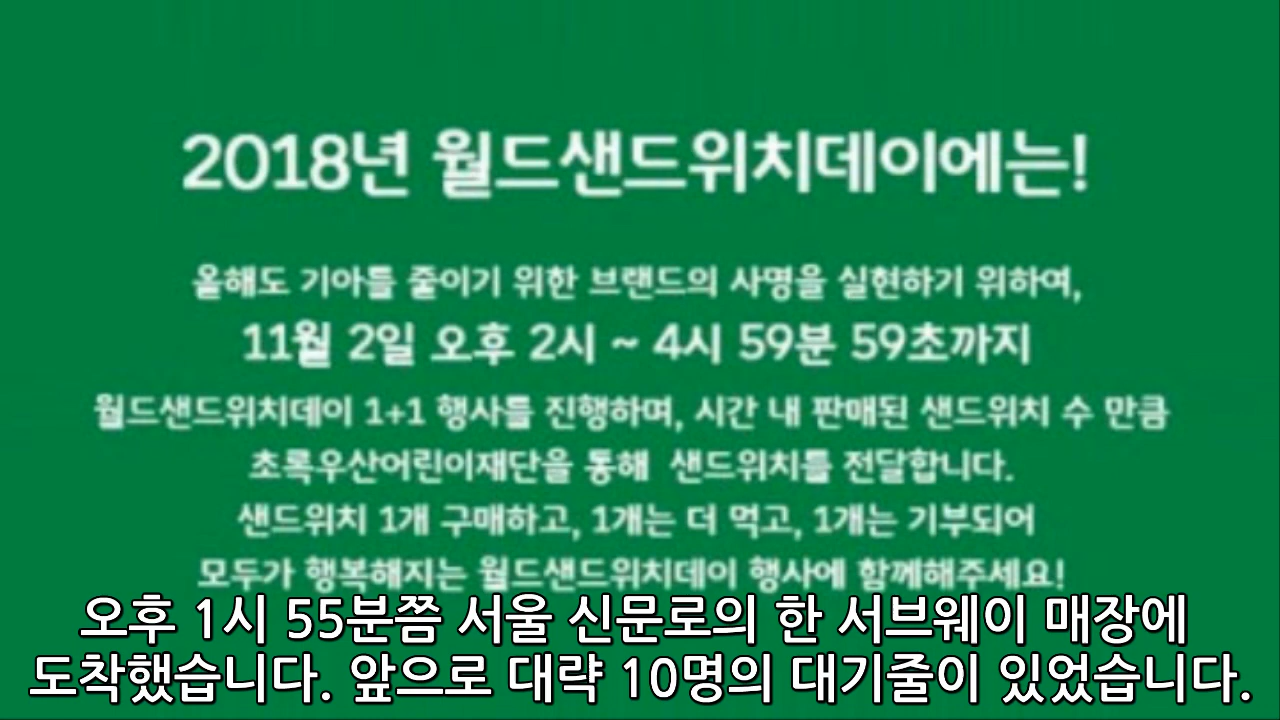 2018년 월드샌드위치데이에는!
올해도 기아를 줄이기 위한 브랜드의 사명을 실현하기 위하여,
11월 2일 오후 2시 ~ 4시 59분 59초까지
월드샌드위치데이 1+1 행사를 진행하며, 시간 내 판매된 샌드위치 수 만큼
초록우산어린이재단을 통해 샌드위치를 전달합니다.
샌드위치 1개 구매하고, 1개는 더 먹고, 1개는 기부되어
모두가 행복해지는 월드샌드위치데이 행사에 함께해주세요!
오후 1시 55분쯤 서울 신문로의 한 서브웨이 매장에
도착했습니다. 앞으로 대략 10명의 대기줄이 있었습니다.